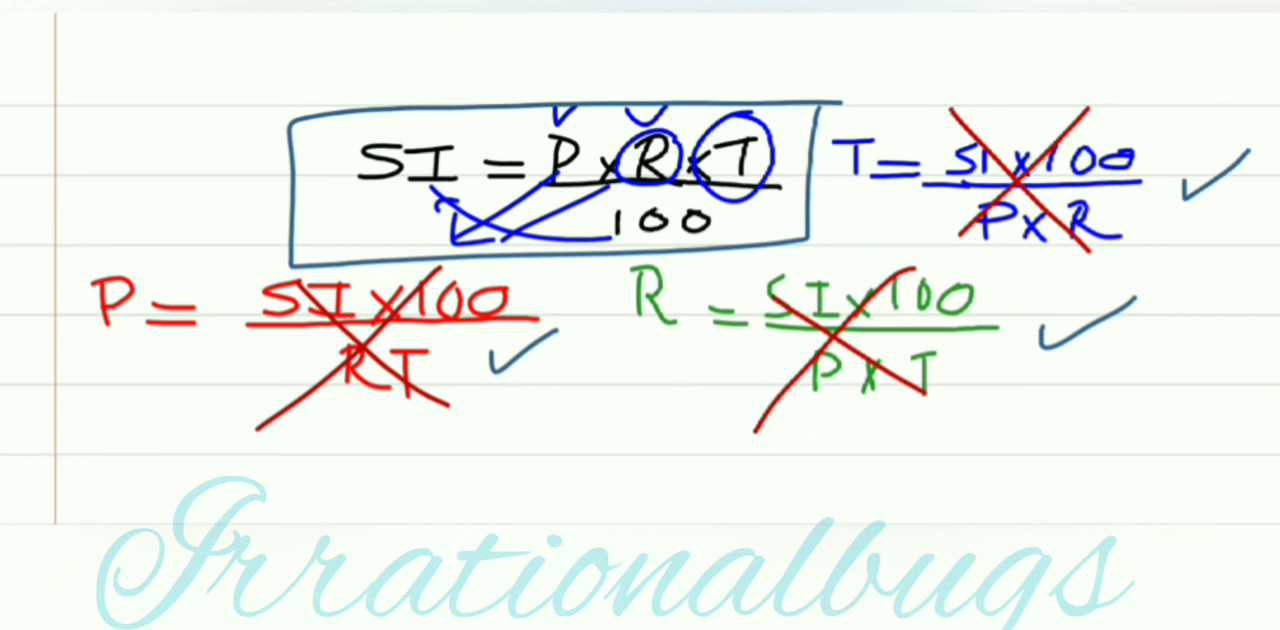 SI = P x R x T / 100
T = SI x 100 / P x R
P = SI x 100 / RT
R = SI x 100 / P x T
Irrationalbugs